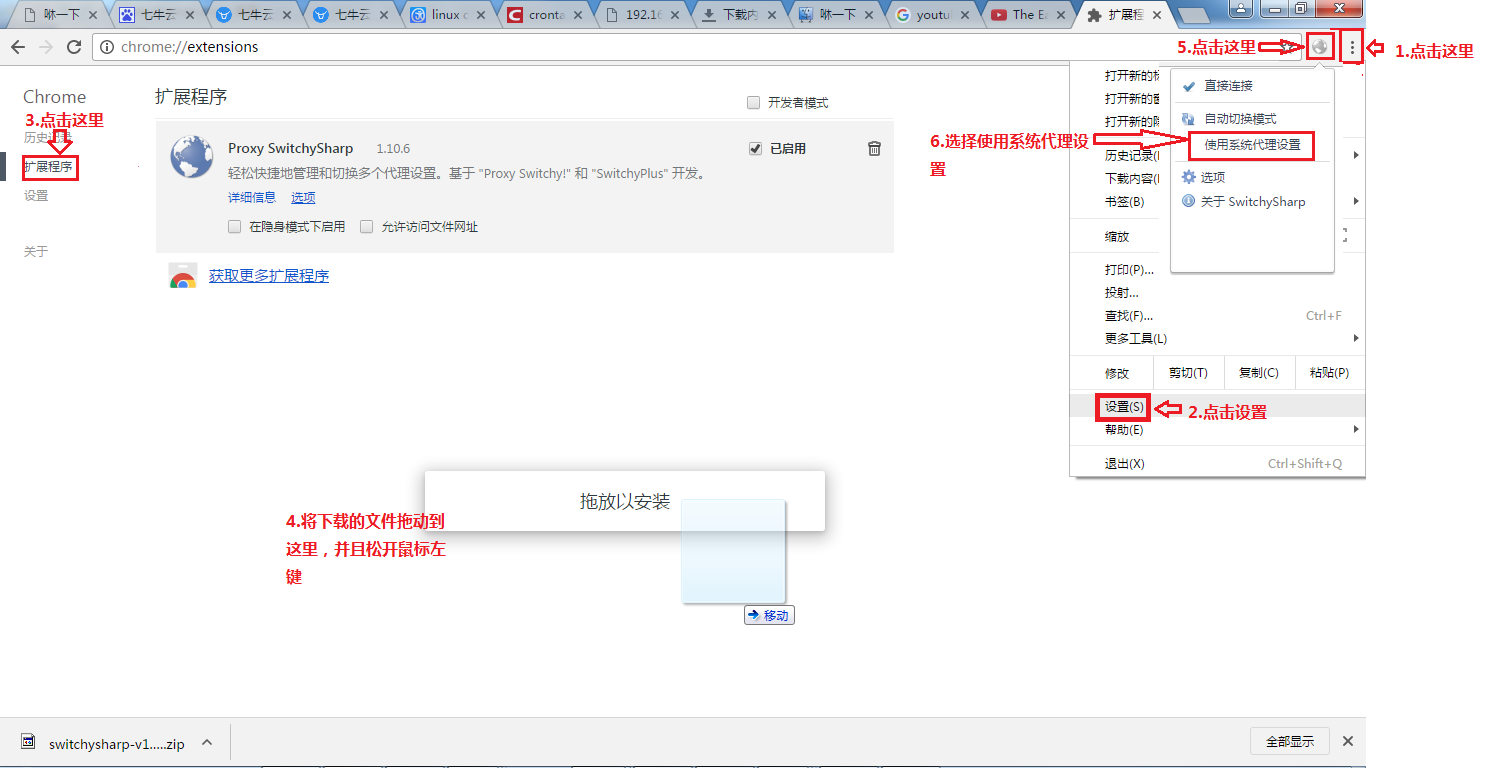 咻一下
七牛云
七牛云
七牛云
linux c
cronta
192.16
下载内
咻一下
youtu
The Ea
扩展程
chrome://extensions
5.点击这里
1.点击这里
Chrome
3.点击这里
历史记录
扩展程序
设置
关于
扩展程序
开发者模式
Proxy SwitchySharp 1.10.6
已启用
轻松快捷地管理和切换多个代理设置。基于 "Proxy Switchy!" 和 "SwitchyPlus" 开发。
详细信息 选项
在隐身模式下启用 允许访问文件网址
获取更多扩展程序
6.选择使用系统代理设
置
打开新的标
打开新的窗
打开新的隐
历史记录(
下载内容(
书签(B)
缩放
打印(P)...
投射...
查找(F)... Ctrl+F
更多工具(L)
修改 剪切(T) 复制(C) 粘贴(P)
设置(S)
2.点击设置
帮助(E)
退出(X) Ctrl+Shift+Q
直接连接
自动切换模式
使用系统代理设置
选项
关于 SwitchySharp
拖放以安装
4.将下载的文件拖动到
这里，并且松开鼠标左
键
移动
switchysharp-v1.....zip
全部显示